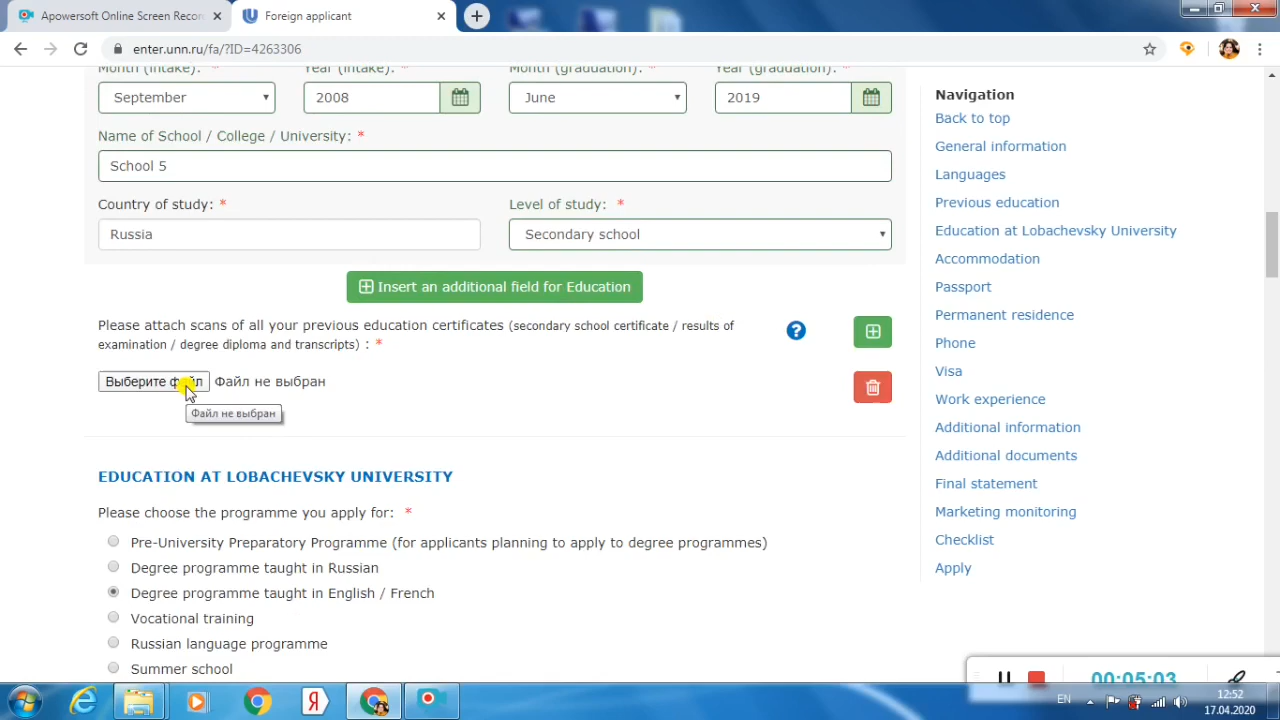 Apowersoft Online Screen Recor
Foreign applicant
enter.unn.ru/fa/?ID=4263306
Month (intake): *
Year (intake): *
Month (graduation): *
Year (graduation): *
September
2008
June
2019
Name of School / College / University: *
School 5
Country of study: *
Level of study: *
Russia
Secondary school
Insert an additional field for Education
Please attach scans of all your previous education certificates (secondary school certificate / results of
examination / degree diploma and transcripts) : *
Выберите файл Файл не выбран
Файл не выбран
EDUCATION AT LOBACHEVSKY UNIVERSITY
Please choose the programme you apply for: *
Pre-University Preparatory Programme (for applicants planning to apply to degree programmes)
Degree programme taught in Russian
Degree programme taught in English / French
Vocational training
Russian language programme
Summer school
Navigation
Back to top
General information
Languages
Previous education
Education at Lobachevsky University
Accommodation
Passport
Permanent residence
Phone
Visa
Work experience
Additional information
Additional documents
Final statement
Marketing monitoring
Checklist
Apply
00:05:03
EN
12:52
17.04.2020